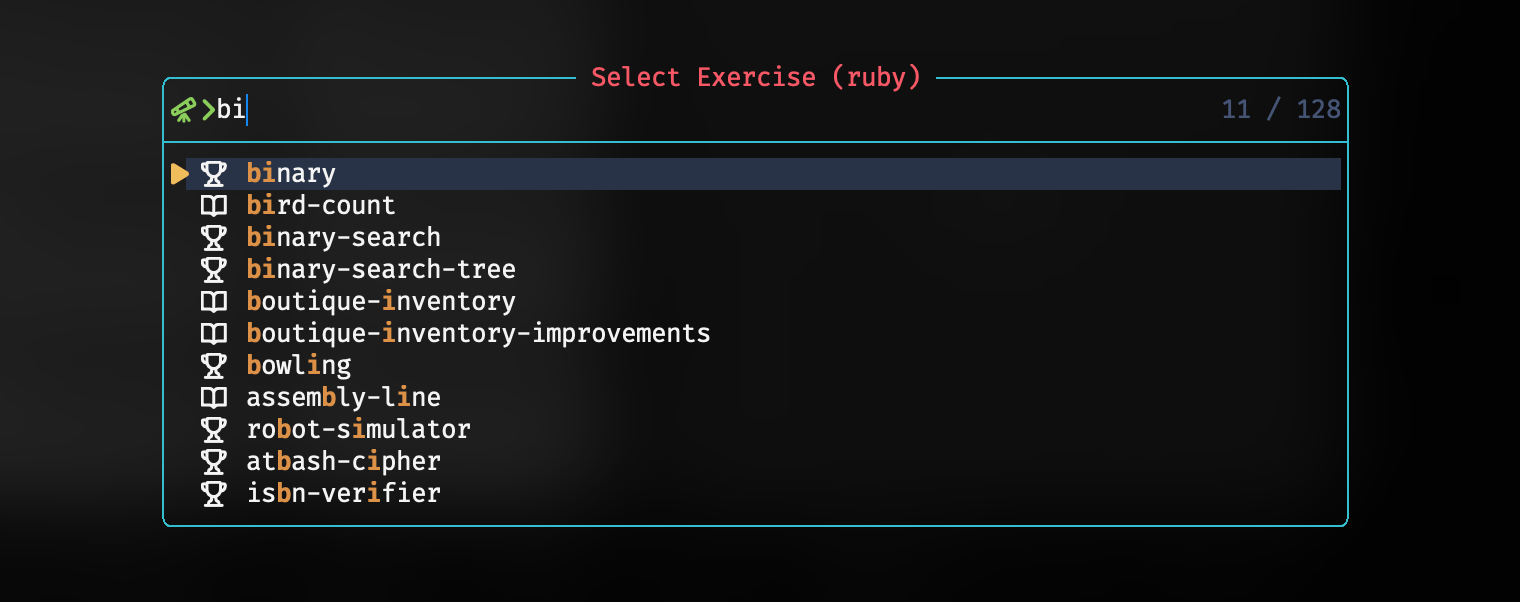 Select Exercise (ruby)
>bi 11 / 128
binary
bird-count
binary-search
binary-search-tree
boutique-inventory
boutique-inventory-improvements
bowling
assembly-line
robot-simulator
atbash-cipher
isbn-verifier